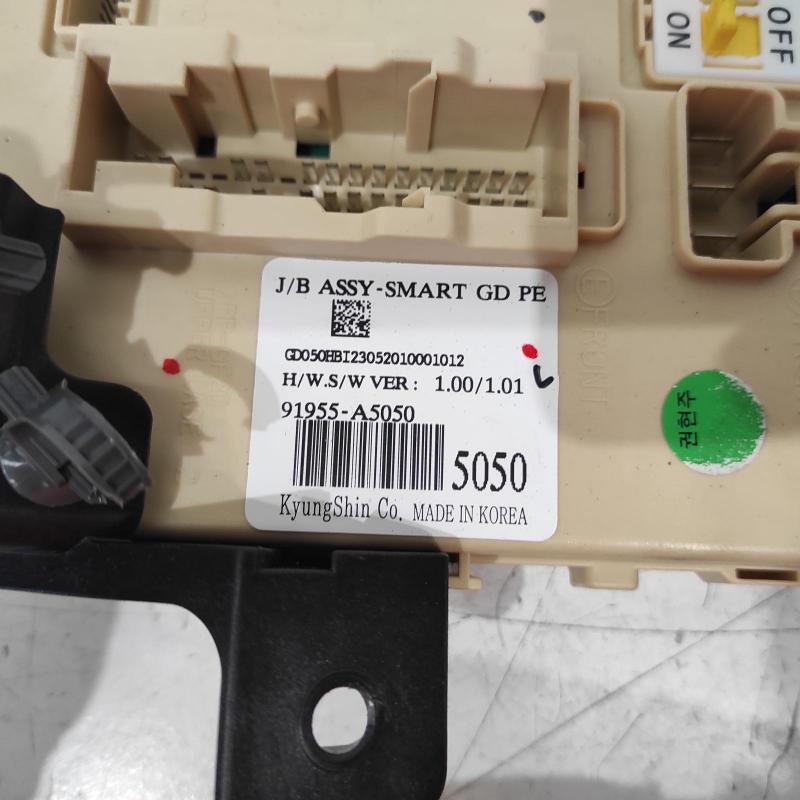 ON
OFF
J/B ASSY-SMART GD PE
GD050HBI23052010001012
H/W.S/W VER : 1.00/1.01
91955-A5050
5050
KyungShin Co. MADE IN KOREA
E FRONT
권현주